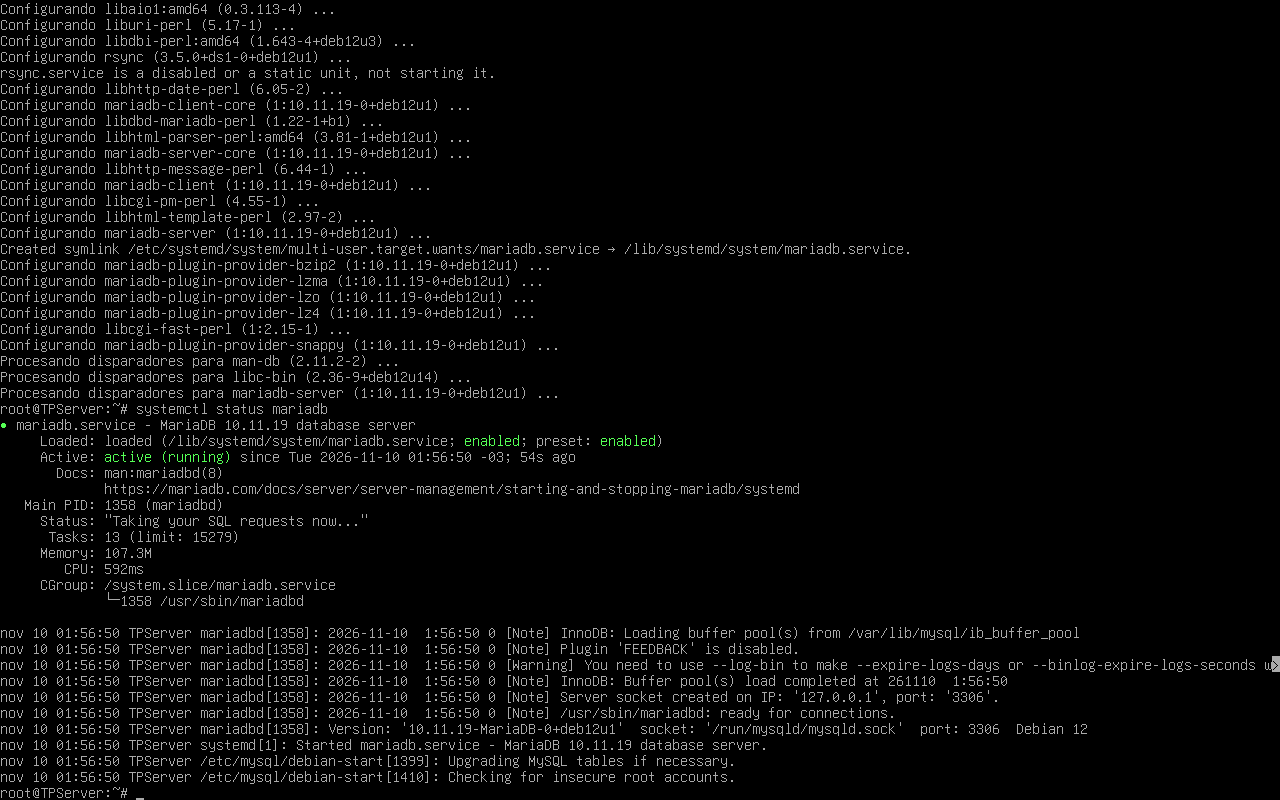 Configurando libaio1:amd64 (0.3.113-4) ...
Configurando liburi-perl (5.17-1) ...
Configurando libdbi-perl:amd64 (1.643-4+deb12u3) ...
Configurando rsync (3.5.0+ds1-0+deb12u1) ...
rsync.service is a disabled or a static unit, not starting it.
Configurando libhttp-date-perl (6.05-2) ...
Configurando mariadb-client-core (1:10.11.19-0+deb12u1) ...
Configurando libdbd-mariadb-perl (1.22-1+b1) ...
Configurando libhtml-parser-perl:amd64 (3.81-1+deb12u1) ...
Configurando mariadb-server-core (1:10.11.19-0+deb12u1) ...
Configurando libhttp-message-perl (6.44-1) ...
Configurando mariadb-client (1:10.11.19-0+deb12u1) ...
Configurando libcgi-pm-perl (4.55-1) ...
Configurando libhtml-template-perl (2.97-2) ...
Configurando mariadb-server (1:10.11.19-0+deb12u1) ...
Created symlink /etc/systemd/system/multi-user.target.wants/mariadb.service → /lib/systemd/system/mariadb.service.
Configurando mariadb-plugin-provider-bzip2 (1:10.11.19-0+deb12u1) ...
Configurando mariadb-plugin-provider-lzma (1:10.11.19-0+deb12u1) ...
Configurando mariadb-plugin-provider-lzo (1:10.11.19-0+deb12u1) ...
Configurando mariadb-plugin-provider-lz4 (1:10.11.19-0+deb12u1) ...
Configurando libcgi-fast-perl (1:2.15-1) ...
Configurando mariadb-plugin-provider-snappy (1:10.11.19-0+deb12u1) ...
Procesando disparadores para man-db (2.11.2-2) ...
Procesando disparadores para libc-bin (2.36-9+deb12u14) ...
Procesando disparadores para mariadb-server (1:10.11.19-0+deb12u1) ...
root@TPServer:~# systemctl status mariadb
● mariadb.service - MariaDB 10.11.19 database server
     Loaded: loaded (/lib/systemd/system/mariadb.service; enabled; preset: enabled)
     Active: active (running) since Tue 2026-11-10 01:56:50 -03; 54s ago
       Docs: man:mariadbd(8)
             https://mariadb.com/docs/server/server-management/starting-and-stopping-mariadb/systemd
   Main PID: 1358 (mariadbd)
     Status: "Taking your SQL requests now..."
      Tasks: 13 (limit: 15279)
     Memory: 107.3M
        CPU: 592ms
     CGroup: /system.slice/mariadb.service
             └─1358 /usr/sbin/mariadbd
nov 10 01:56:50 TPServer mariadbd[1358]: 2026-11-10  1:56:50 0 [Note] InnoDB: Loading buffer pool(s) from /var/lib/mysql/ib_buffer_pool
nov 10 01:56:50 TPServer mariadbd[1358]: 2026-11-10  1:56:50 0 [Note] Plugin 'FEEDBACK' is disabled.
nov 10 01:56:50 TPServer mariadbd[1358]: 2026-11-10  1:56:50 0 [Warning] You need to use --log-bin to make --expire-logs-days or --binlog-expire-logs-seconds w>
nov 10 01:56:50 TPServer mariadbd[1358]: 2026-11-10  1:56:50 0 [Note] InnoDB: Buffer pool(s) load completed at 261110  1:56:50
nov 10 01:56:50 TPServer mariadbd[1358]: 2026-11-10  1:56:50 0 [Note] Server socket created on IP: '127.0.0.1', port: '3306'.
nov 10 01:56:50 TPServer mariadbd[1358]: 2026-11-10  1:56:50 0 [Note] /usr/sbin/mariadbd: ready for connections.
nov 10 01:56:50 TPServer mariadbd[1358]: Version: '10.11.19-MariaDB-0+deb12u1'  socket: '/run/mysqld/mysqld.sock'  port: 3306  Debian 12
nov 10 01:56:50 TPServer systemd[1]: Started mariadb.service - MariaDB 10.11.19 database server.
nov 10 01:56:50 TPServer /etc/mysql/debian-start[1399]: Upgrading MySQL tables if necessary.
nov 10 01:56:50 TPServer /etc/mysql/debian-start[1410]: Checking for insecure root accounts.
root@TPServer:~# _